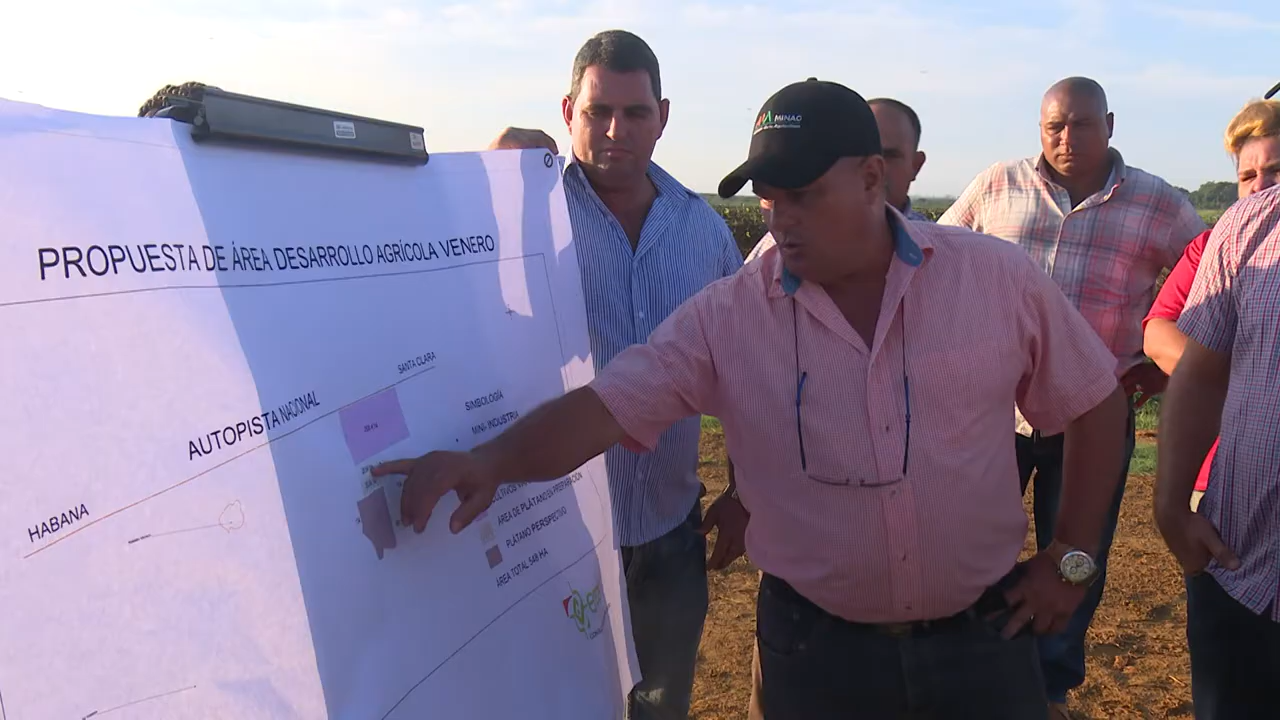 PROPUESTA DE ÁREA DESARROLLO AGRÍCOLA VENERO
SANTA CLARA
AUTOPISTA NACIONAL
HABANA
SIMBOLOGÍA
MINI- INDUSTRIA
ÁREA DE PLÁTANO EN PREPARACIÓN
PLÁTANO PERSPECTIVO
ÁREA TOTAL 548 HA
MINAG